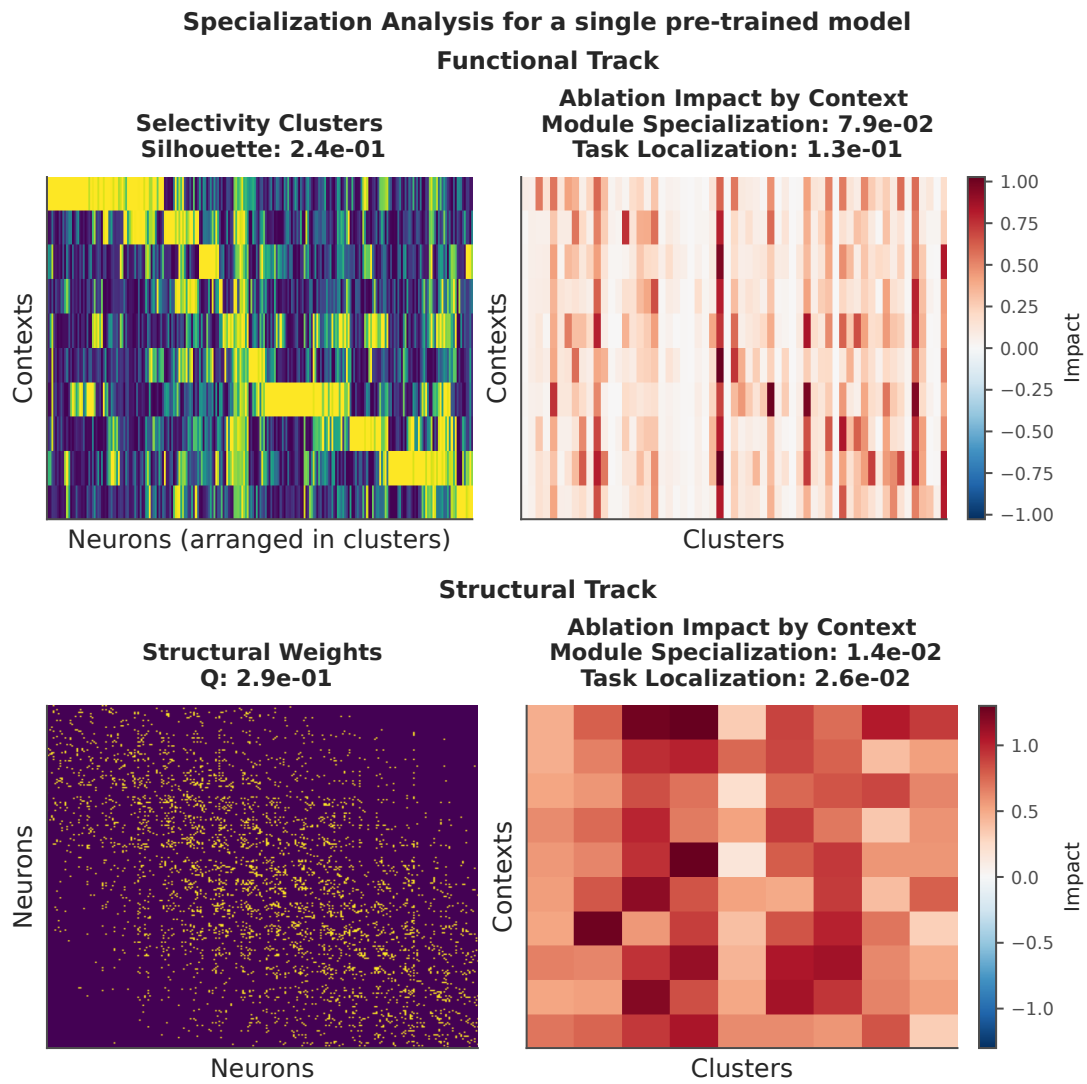 Specialization Analysis for a single pre-trained model
Functional Track
Selectivity Clusters
Silhouette: 2.4e-01
Ablation Impact by Context
Module Specialization: 7.9e-02
Task Localization: 1.3e-01
Contexts
Neurons (arranged in clusters)
Contexts
Clusters
1.00
0.75
0.50
0.25
0.00
−0.25
−0.50
−0.75
−1.00
Impact
Structural Track
Structural Weights
Q: 2.9e-01
Ablation Impact by Context
Module Specialization: 1.4e-02
Task Localization: 2.6e-02
Neurons
Neurons
Contexts
Clusters
1.0
0.5
0.0
−0.5
−1.0
Impact